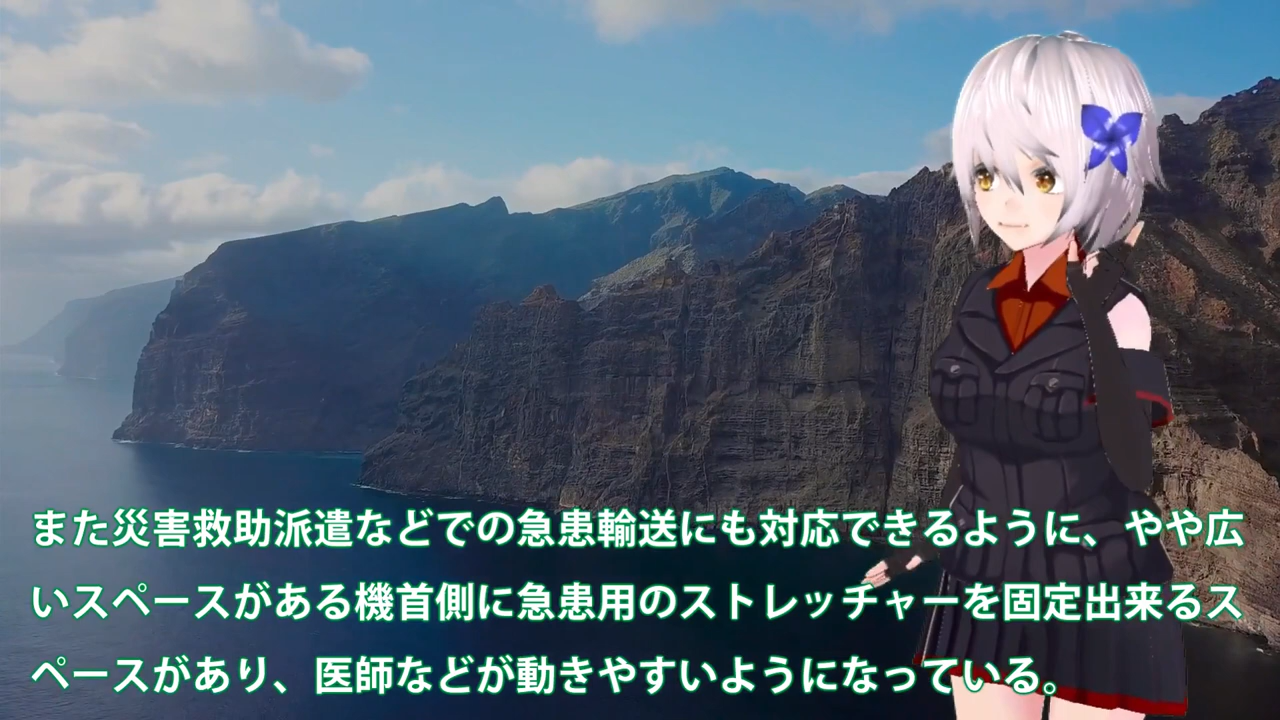 また災害救助派遣などでの急患輸送にも対応できるように、やや広
いスペースがある機首側に急患用のストレッチャーを固定出来るス
ペースがあり、医師などが動きやすいようになっている。